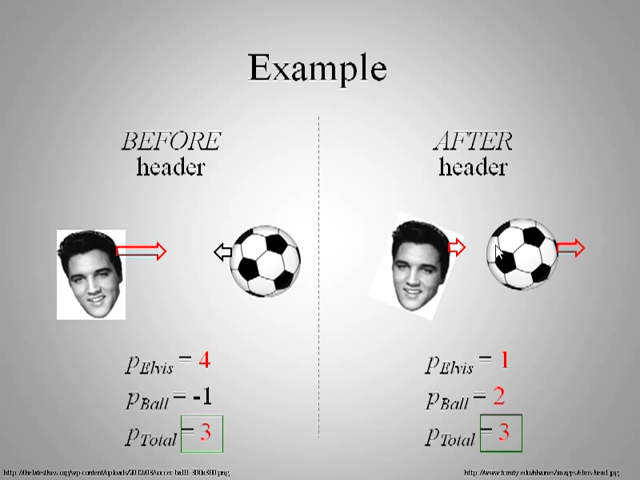 Example
BEFORE
header
AFTER
header
pElvis = 4
pBall = -1
pTotal = 3
pElvis = 1
pBall = 2
pTotal = 3